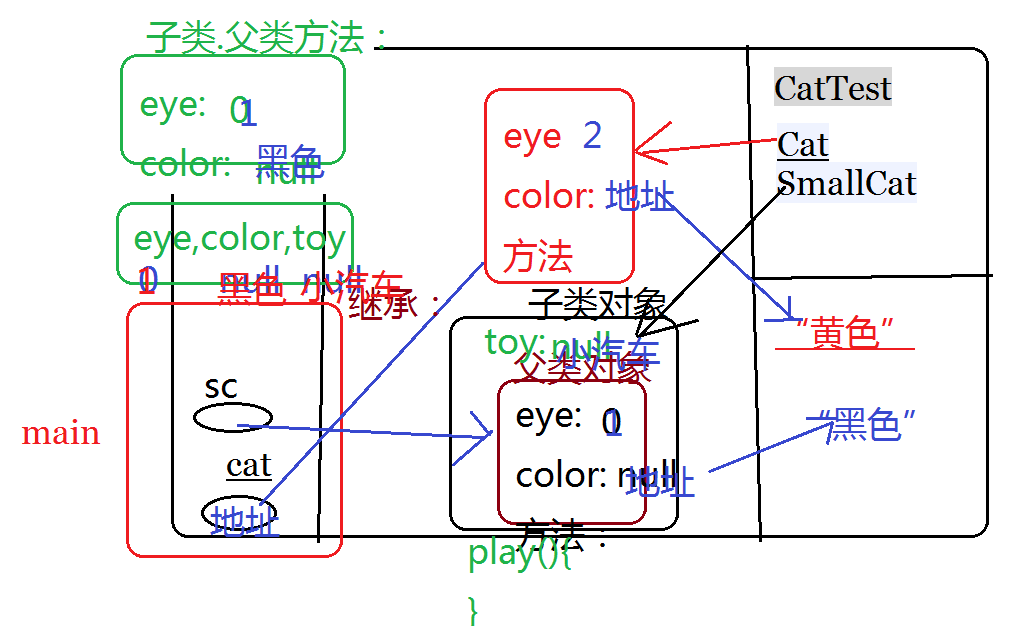 子类.父类方法：
eye: 0 1
color: null 黑色
eye,color,toy
0 null null
1 黑色 小汽车
继承：
main
sc
cat
地址
eye 2
color: 地址
方法
子类对象
toy: null 小汽车
父类对象
eye: 0 1
color: null 地址
方法：
play(){
}
CatTest
Cat
SmallCat
“黄色”
“黑色”